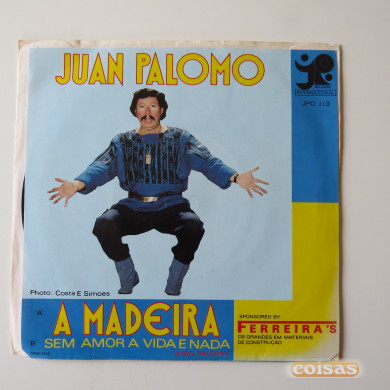 JUAN PALOMO
JPO 113
Photo: Costa E Simoes
"A" A MADEIRA
"B" SEM AMOR A VIDA E NADA
SPONSORED BY
FERREIRA'S
OS GRANDES EM MATERIAIS
DE CONSTRUÇÃO
coisas